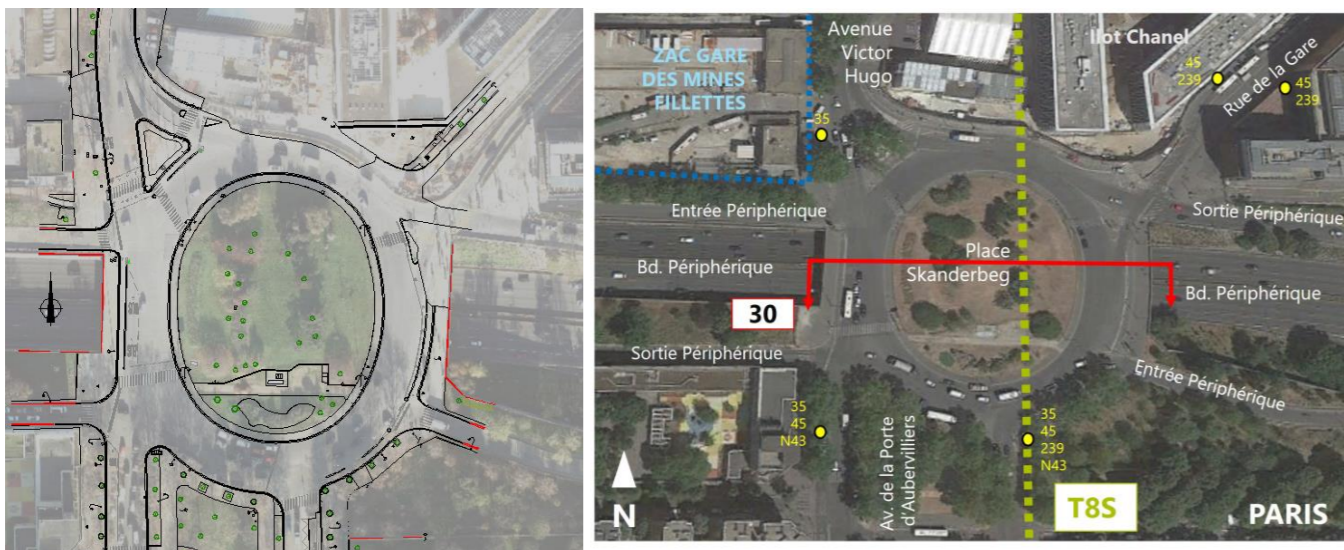 Avenue
Victor
Hugo
ZAC GARE
DES MINES -
FILLETTES
Ilot Chanel
45
239
Rue de la Gare
45
239
35
Entrée Périphérique
Sortie Périphérique
Place
Skanderbeg
Bd. Périphérique
Bd. Périphérique
30
Sortie Périphérique
Entrée Périphérique
35
45
N43
35
45
239
N43
Av. de la Porte
d'Aubervilliers
N
T8S
PARIS